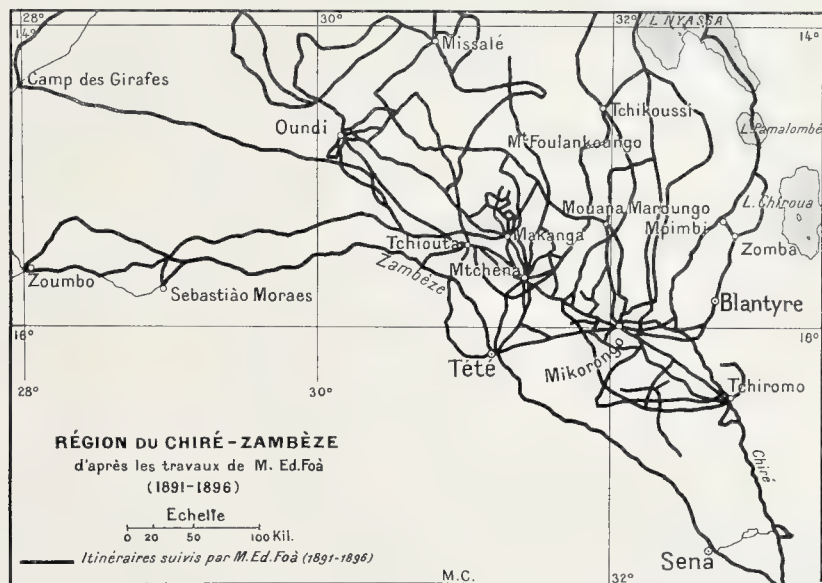 28°
30°
32°
L. NYASSA
14°
14°
Missalé
Camp des Girafes
Tchikoussi
Oundi
L. Pamalombé
Mt Foulankoungo
Mouana Maroungo
L. Chiroua
Mpimbi
Makanga
Tchiouta
Zomba
Zambèze
Mtchena
Zoumbo
Sebastiào Moraes
Blantyre
16°
16°
Tété
Mikorongo
28°
30°
Tchiromo
RÉGION DU CHIRÉ-ZAMBÈZE
d'après les travaux de M. Ed. Foà
(1891-1896)
Chiré
Echelle
0 20 50 100 Kil.
Itinéraires suivis par M. Ed. Foà (1891-1896)
Sena
M.C.
32°